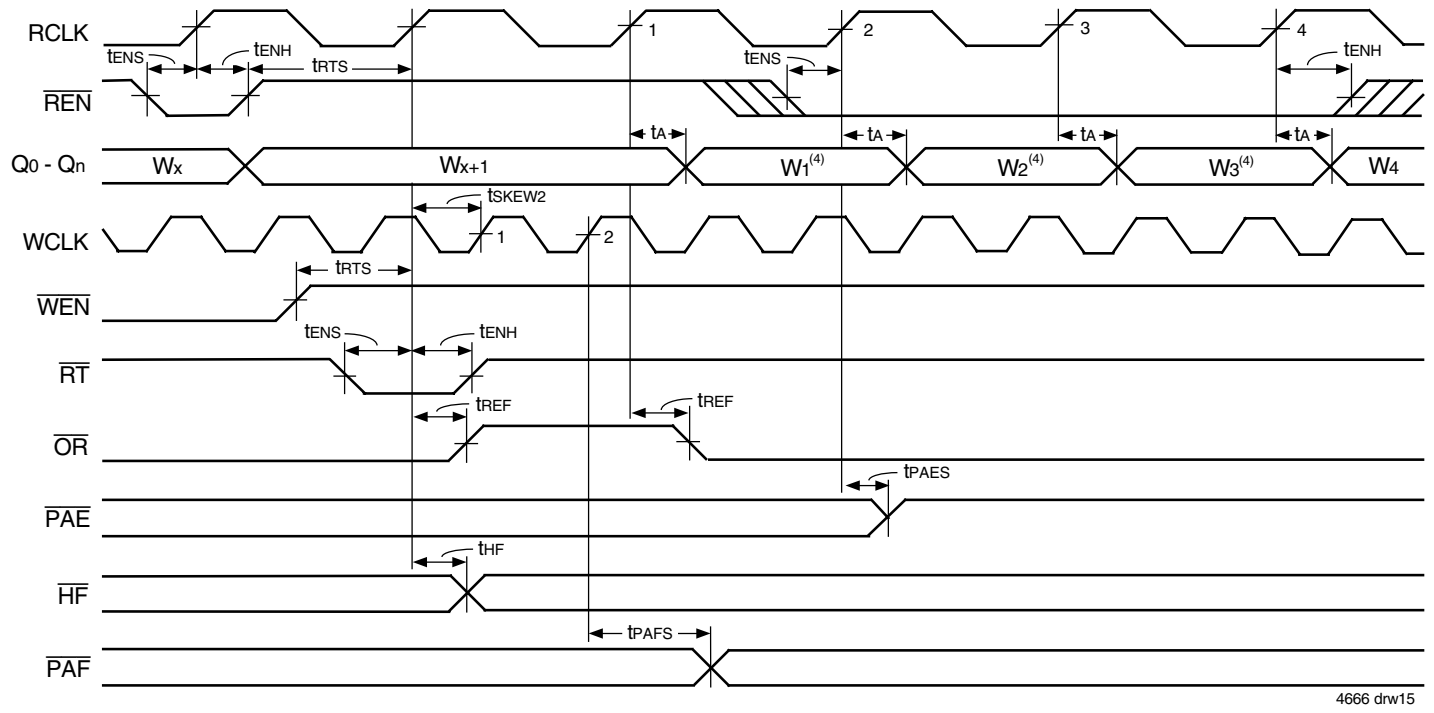 RCLK
1
2
3
4
tENS
tENH
tRTS
tENS
tENH
REN
tA
tA
tA
tA
Q0 - Qn
Wx
Wx+1
W1(4)
W2(4)
W3(4)
W4
tSKEW2
WCLK
1
2
tRTS
WEN
tENS
tENH
RT
tREF
tREF
OR
tPAES
PAE
tHF
HF
tPAFS
PAF
4666 drw15